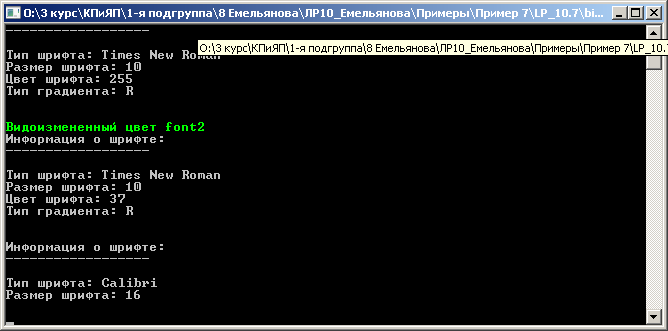 O:\3 курс\КПиЯП\1-я подгруппа\8 Емельянова\ЛР10_Емельянова\Примеры\Пример 7\LP_10.7\bi...
------------------
O:\3 курс\КПиЯП\1-я подгруппа\8 Емельянова\ЛР10_Емельянова\Примеры\Пример 7\LP_10.7
Тип шрифта: Times New Roman
Размер шрифта: 10
Цвет шрифта: 255
Тип градиента: R
Видоизмененный цвет font2
Информация о шрифте:
------------------
Тип шрифта: Times New Roman
Размер шрифта: 10
Цвет шрифта: 37
Тип градиента: R
Информация о шрифте:
------------------
Тип шрифта: Calibri
Размер шрифта: 16